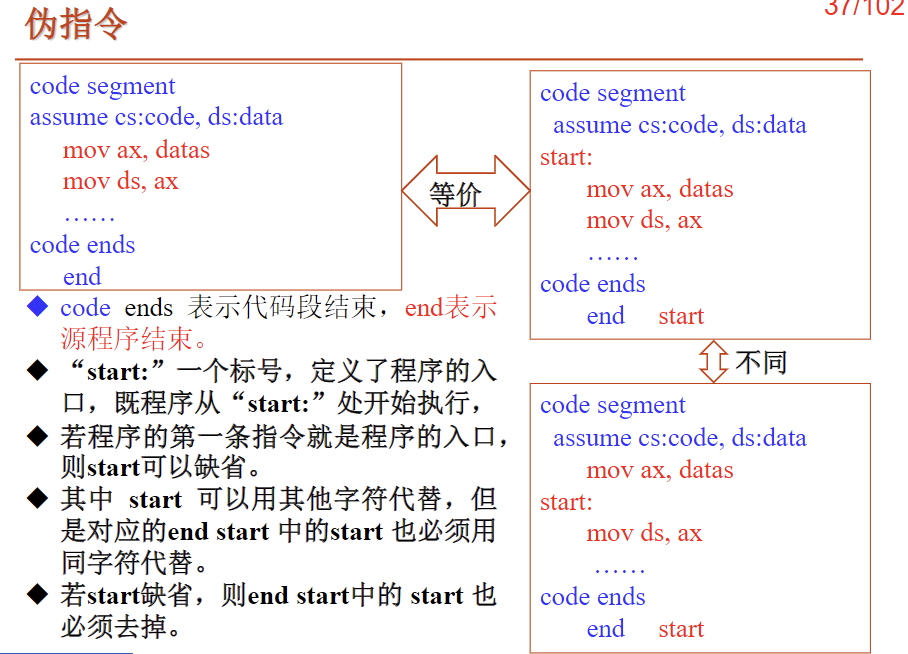 伪指令
37/102
code segment
assume cs:code, ds:data
mov ax, datas
mov ds, ax
……
code ends
end
等价
code segment
assume cs:code, ds:data
start:
mov ax, datas
mov ds, ax
……
code ends
end start
不同
code segment
assume cs:code, ds:data
mov ax, datas
start:
mov ds, ax
……
code ends
end start
◆ code ends 表示代码段结束，end表示
源程序结束。
◆ “start:”一个标号，定义了程序的入
口，既程序从“start:”处开始执行，
◆ 若程序的第一条指令就是程序的入口，
则start可以缺省。
◆ 其中 start 可以用其他字符代替，但
是对应的end start 中的start 也必须用
同字符代替。
◆ 若start缺省，则end start中的 start 也
必须去掉。